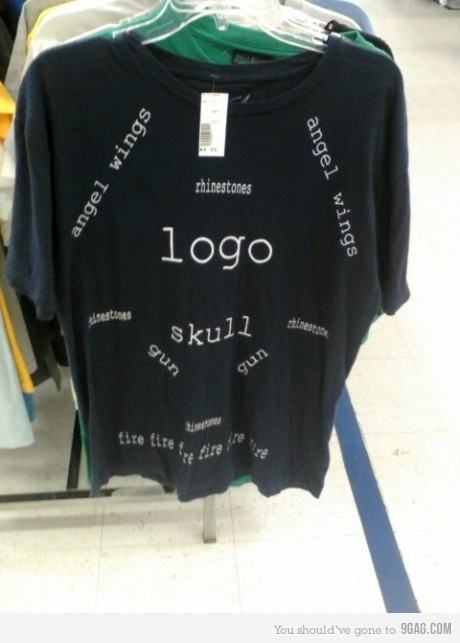 angel wings
angel wings
rhinestones
logo
rhinestones
skull
rhinestones
gun
gun
rhinestones
fire fire fire fire fire fire
You should've gone to 9GAG.COM